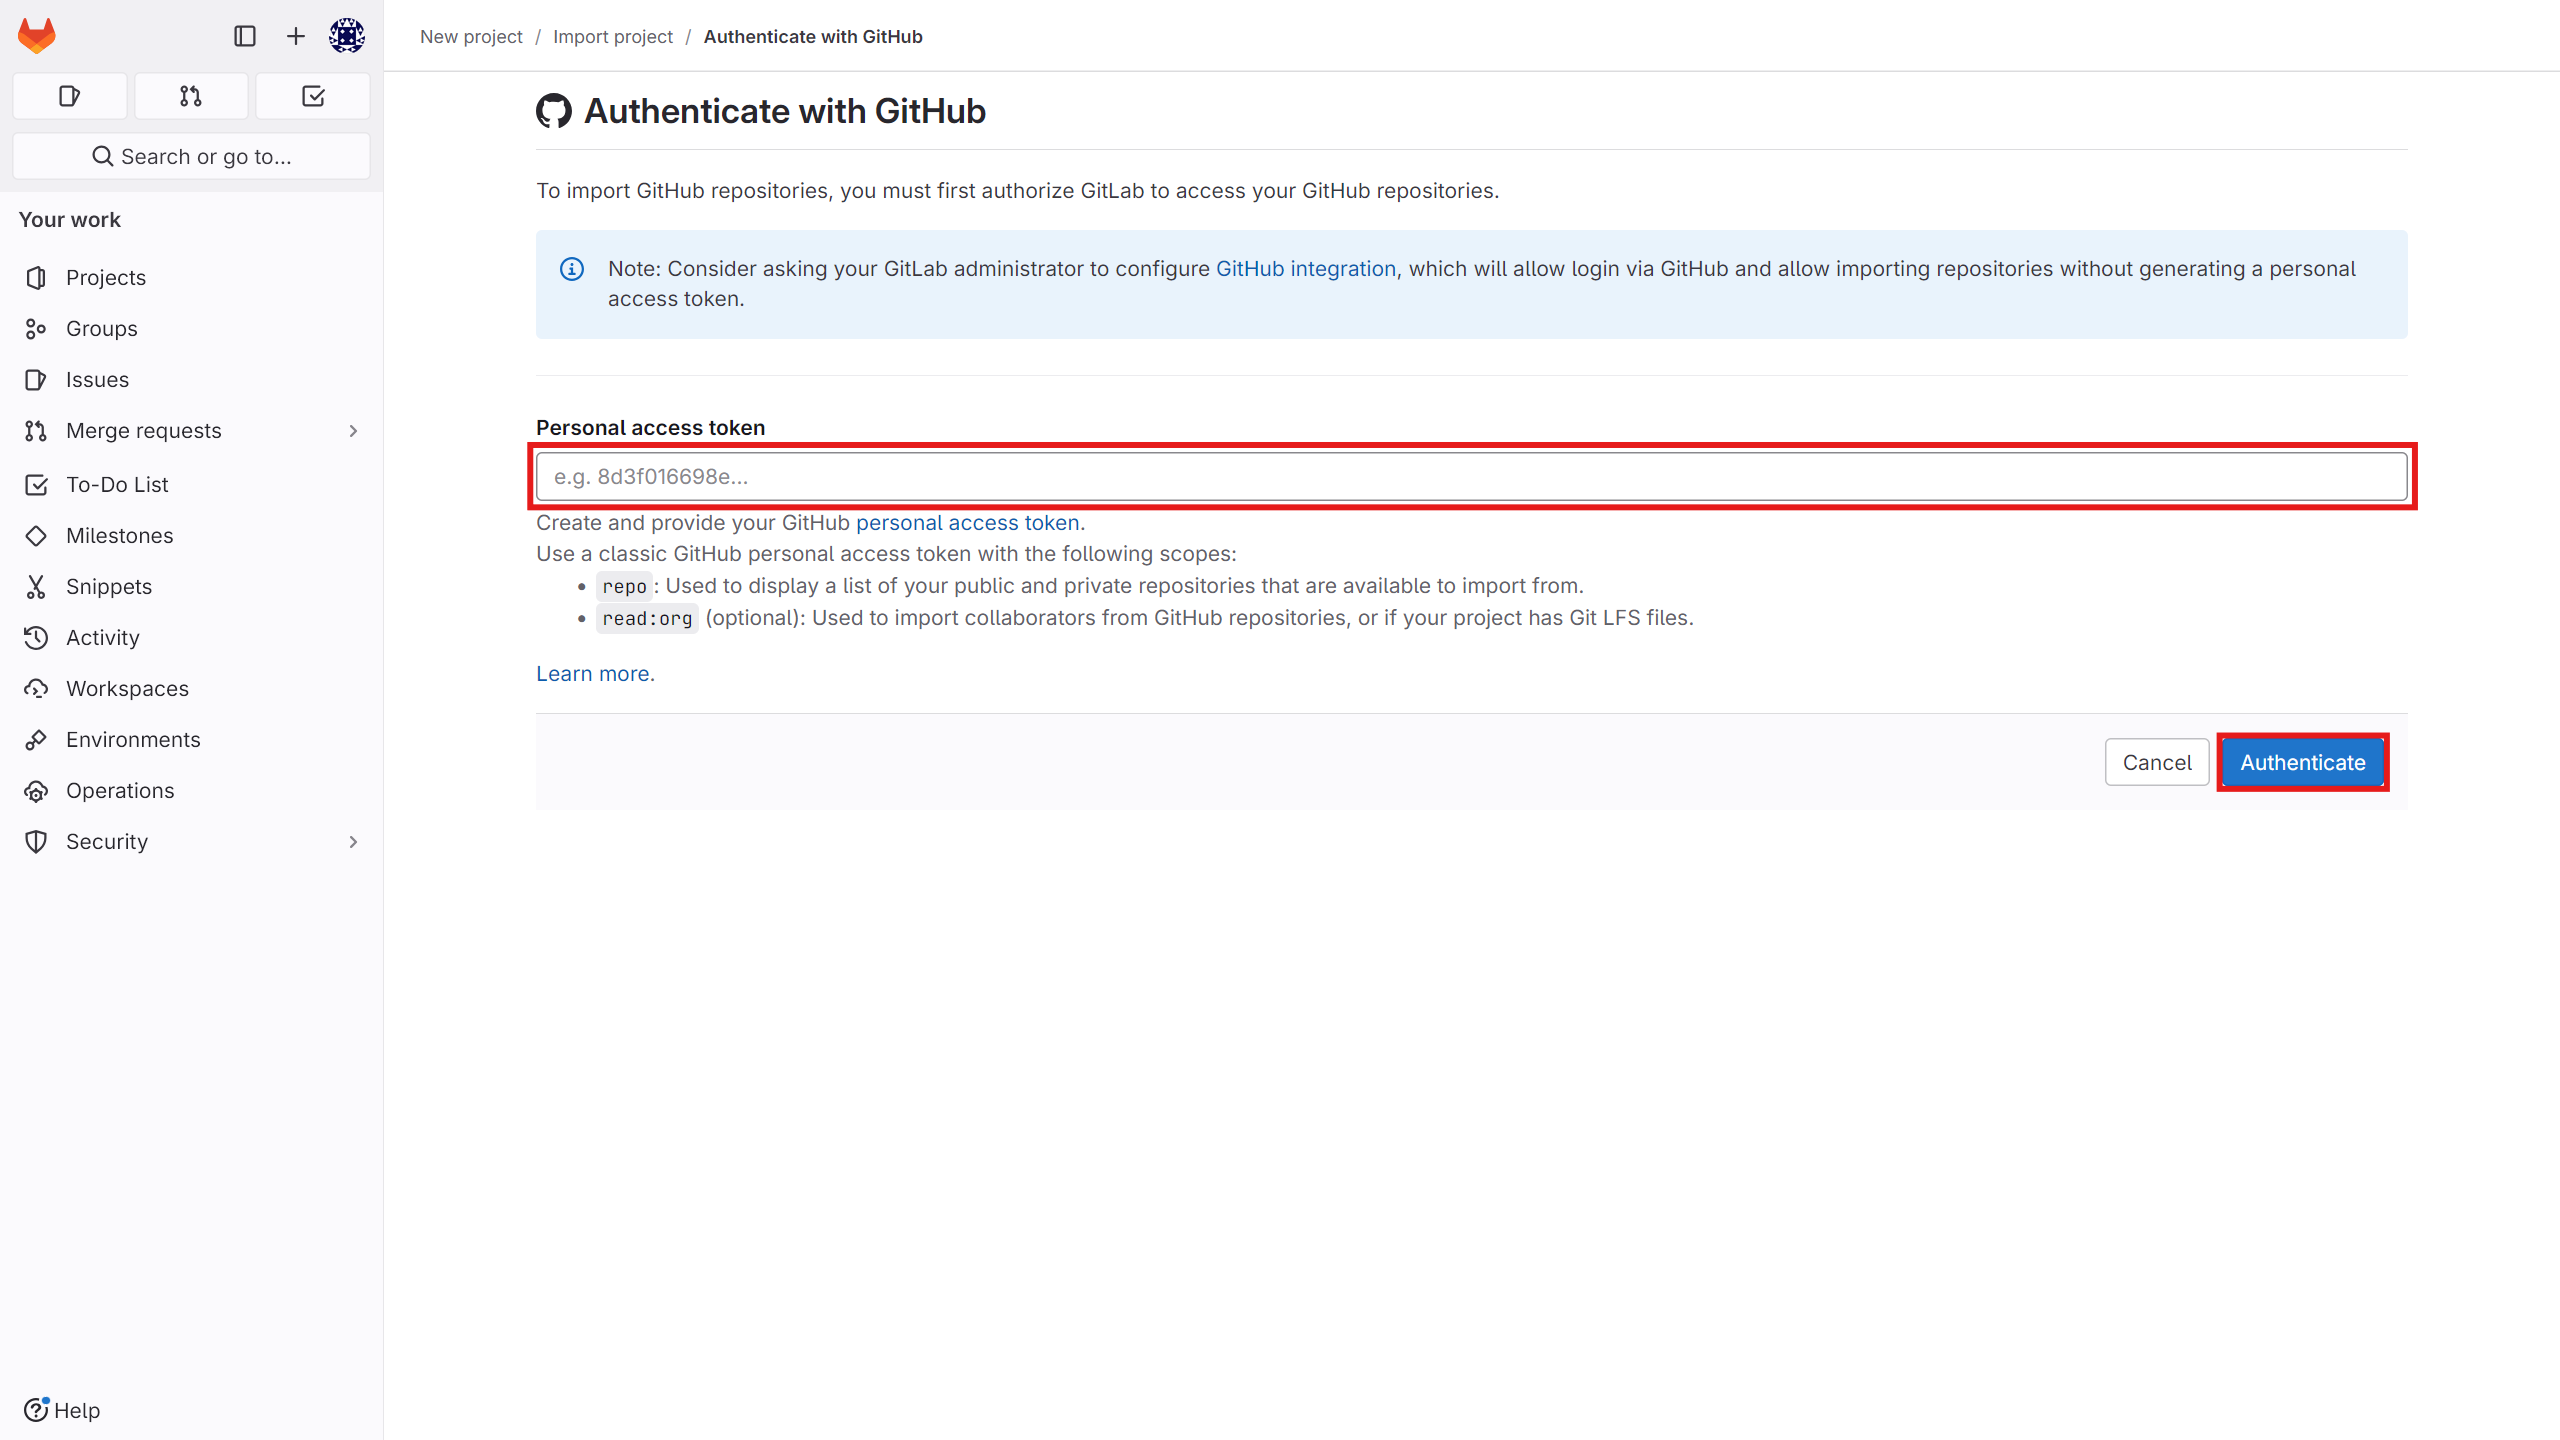 New project / Import project / Authenticate with GitHub
Search or go to...
Your work
Projects
Groups
Issues
Merge requests
To-Do List
Milestones
Snippets
Activity
Workspaces
Environments
Operations
Security
Help
Authenticate with GitHub
To import GitHub repositories, you must first authorize GitLab to access your GitHub repositories.
Note: Consider asking your GitLab administrator to configure GitHub integration, which will allow login via GitHub and allow importing repositories without generating a personal
access token.
Personal access token
e.g. 8d3f016698e...
Create and provide your GitHub personal access token.
Use a classic GitHub personal access token with the following scopes:
• repo: Used to display a list of your public and private repositories that are available to import from.
• read:org (optional): Used to import collaborators from GitHub repositories, or if your project has Git LFS files.
Learn more.
Cancel Authenticate